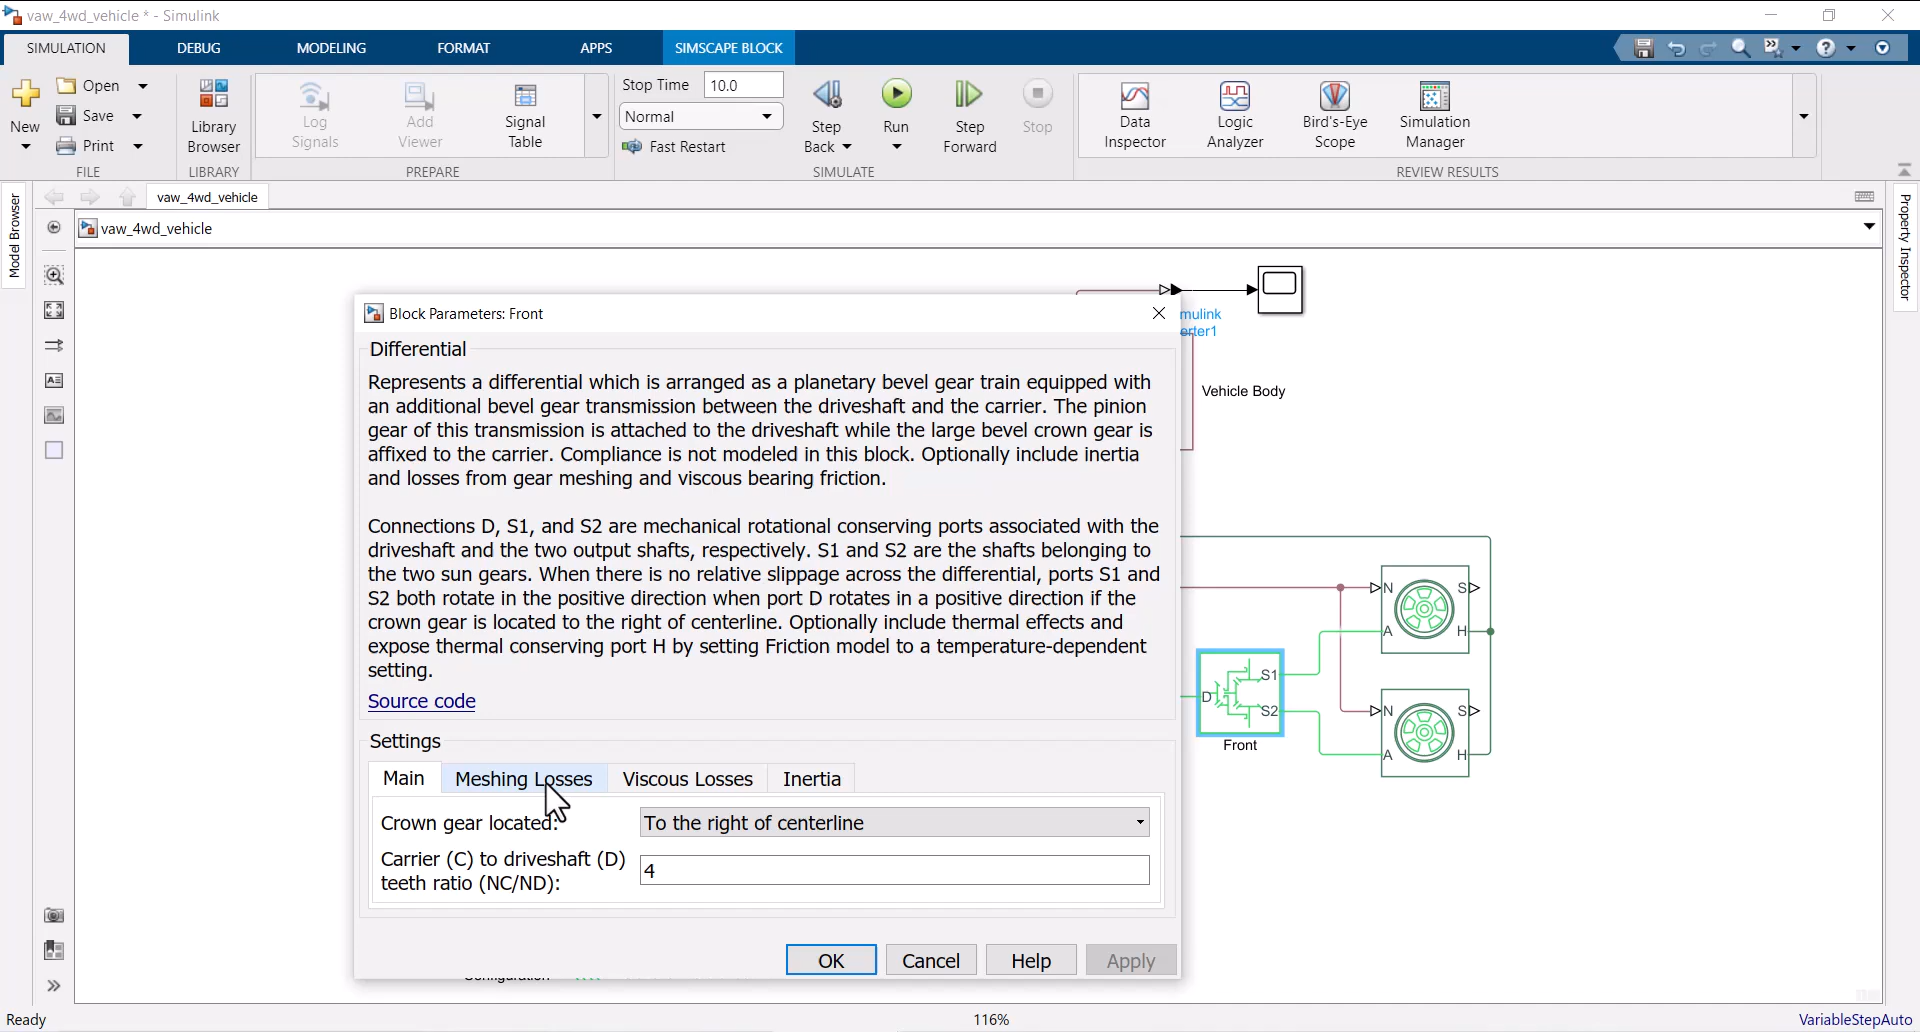 vaw_4wd_vehicle * - Simulink
SIMULATION DEBUG MODELING FORMAT APPS SIMSCAPE BLOCK
New
Open
Save
Print
FILE
Library
Browser
LIBRARY
Log
Signals
Add
Viewer
Signal
Table
PREPARE
Stop Time 10.0
Normal
Fast Restart
Step
Back
Run
Step
Forward
Stop
SIMULATE
Data
Inspector
Logic
Analyzer
Bird's-Eye
Scope
Simulation
Manager
REVIEW RESULTS
Model Browser
vaw_4wd_vehicle
vaw_4wd_vehicle
Property Inspector
Block Parameters: Front
Differential
Represents a differential which is arranged as a planetary bevel gear train equipped with
an additional bevel gear transmission between the driveshaft and the carrier. The pinion
gear of this transmission is attached to the driveshaft while the large bevel crown gear is
affixed to the carrier. Compliance is not modeled in this block. Optionally include inertia
and losses from gear meshing and viscous bearing friction.
Connections D, S1, and S2 are mechanical rotational conserving ports associated with the
driveshaft and the two output shafts, respectively. S1 and S2 are the shafts belonging to
the two sun gears. When there is no relative slippage across the differential, ports S1 and
S2 both rotate in the positive direction when port D rotates in a positive direction if the
crown gear is located to the right of centerline. Optionally include thermal effects and
expose thermal conserving port H by setting Friction model to a temperature-dependent
setting.
Source code
Settings
Main Meshing Losses Viscous Losses Inertia
Crown gear located: To the right of centerline
Carrier (C) to driveshaft (D)
teeth ratio (NC/ND): 4
OK Cancel Help Apply
mulink
erter1
Vehicle Body
N S
A H
D S1
S2
Front
N S
A H
Ready
116%
VariableStepAuto